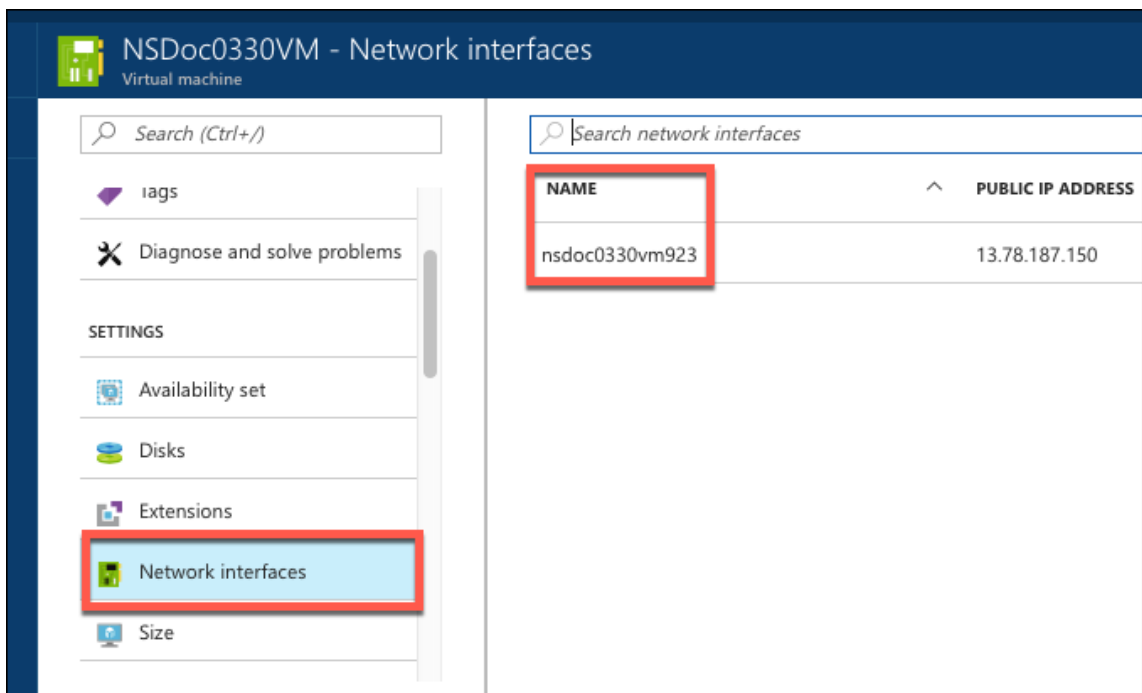 NSDoc0330VM - Network interfaces
Virtual machine
Search (Ctrl+/)
Tags
Diagnose and solve problems
SETTINGS
Availability set
Disks
Extensions
Network interfaces
Size
Search network interfaces
NAME PUBLIC IP ADDRESS
nsdoc0330vm923 13.78.187.150